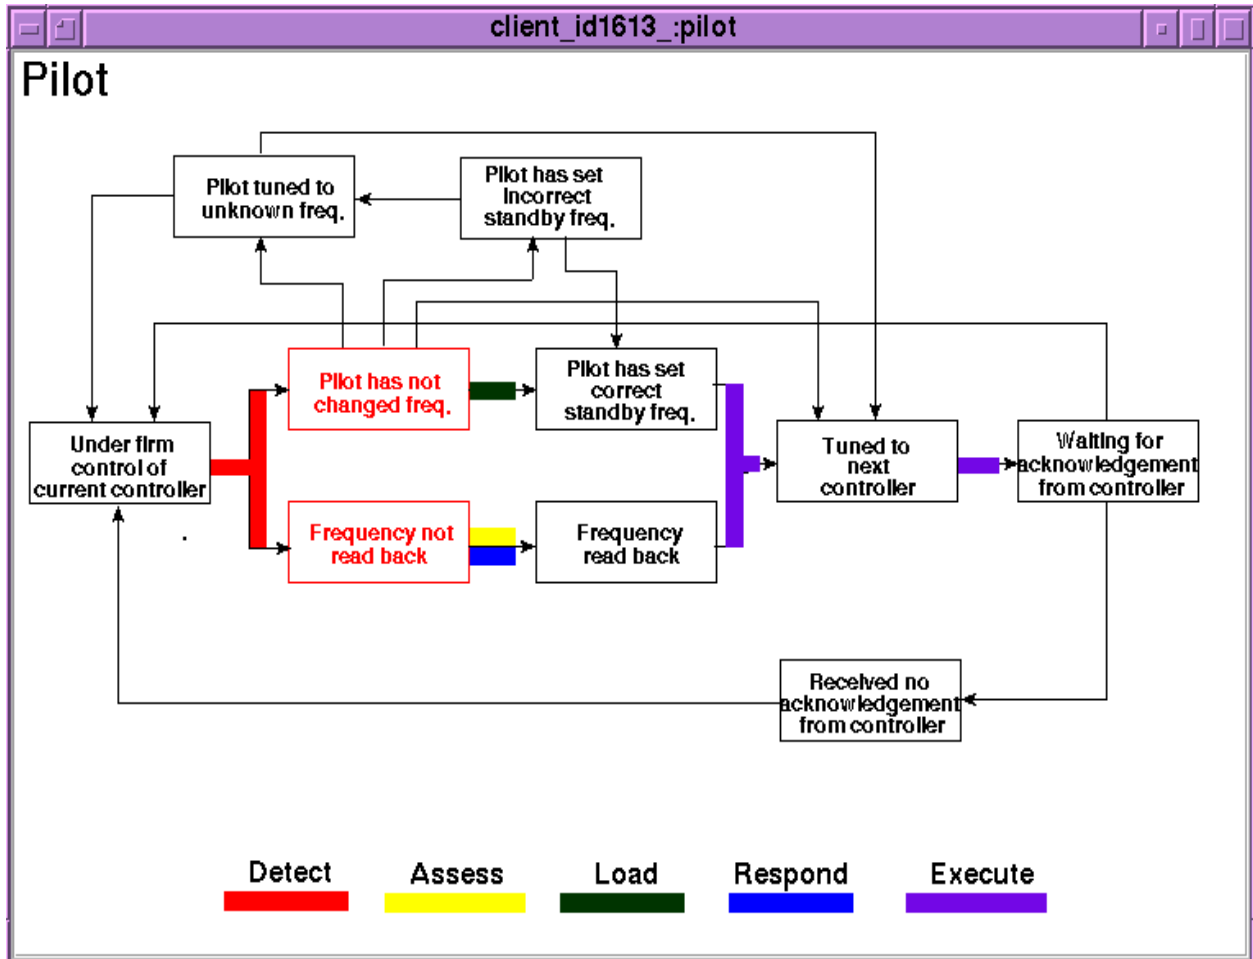 client_id1613_:pilot
Pilot
Pilot tuned to
unknown freq.
Pilot has set
incorrect
standby freq.
Pilot has not
changed freq.
Pilot has set
correct
standby freq.
Under firm
control of
current controller
Tuned to
next
controller
Waiting for
acknowledgement
from controller
Frequency not
read back
Frequency
read back
Received no
acknowledgement
from controller
Detect
Assess
Load
Respond
Execute